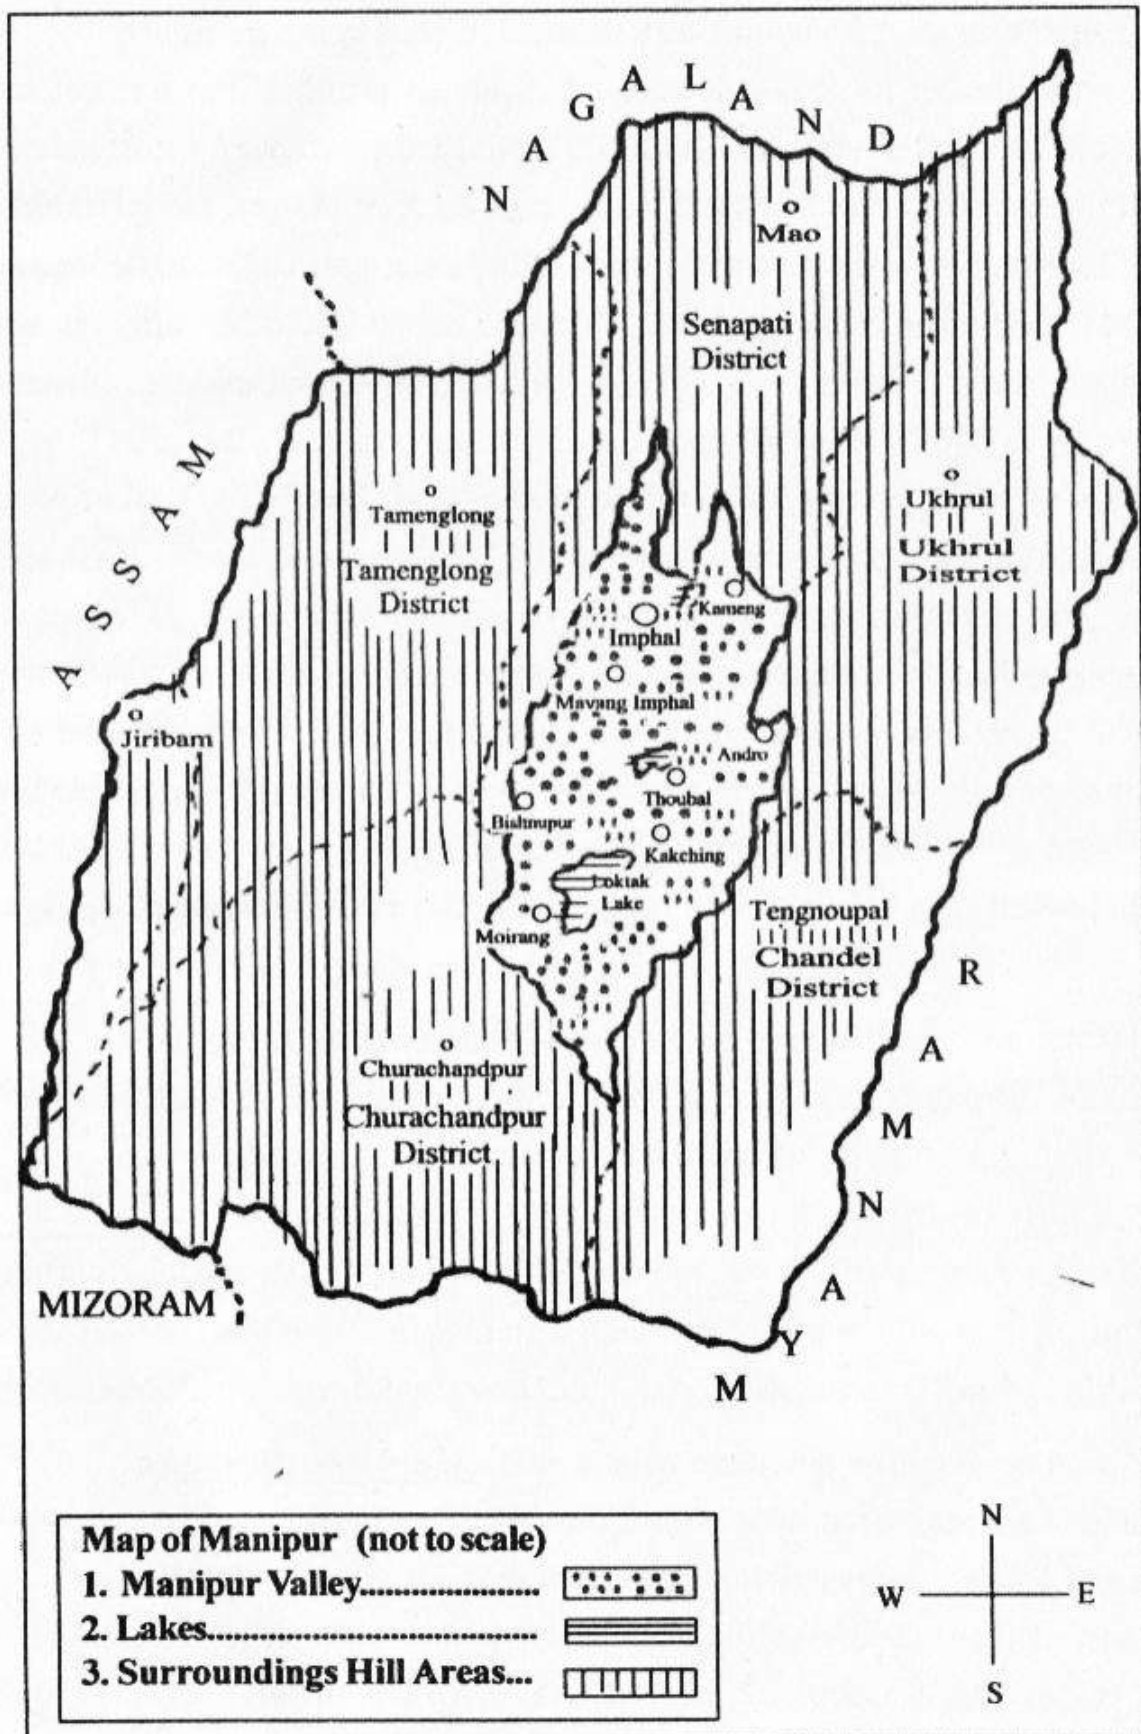 N A G A L A N D
Mao
Senapati
District
A S S A M
Tamenglong
Tamenglong
District
Ukhrul
Ukhrul
District
Kameng
Imphal
Mavang Imphal
Jiribam
Andro
Thoubal
Bishnupur
Kakching
Loktak
Lake
Moirang
Tengnoupal
Chandel
District
Churachandpur
Churachandpur
District
M Y A N M A R
MIZORAM
Map of Manipur (not to scale)
1. Manipur Valley.......................
2. Lakes..........................................
3. Surroundings Hill Areas...
N
W E
S